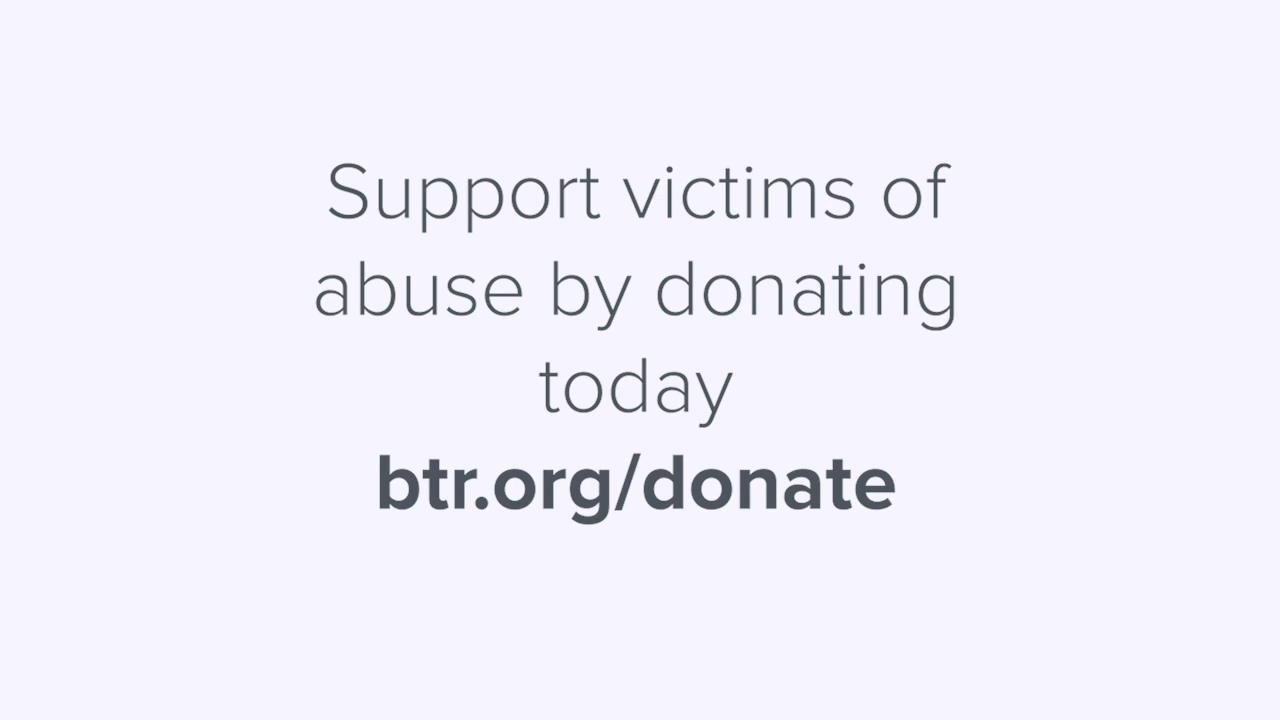 Support victims of
abuse by donating
today
btr.org/donate